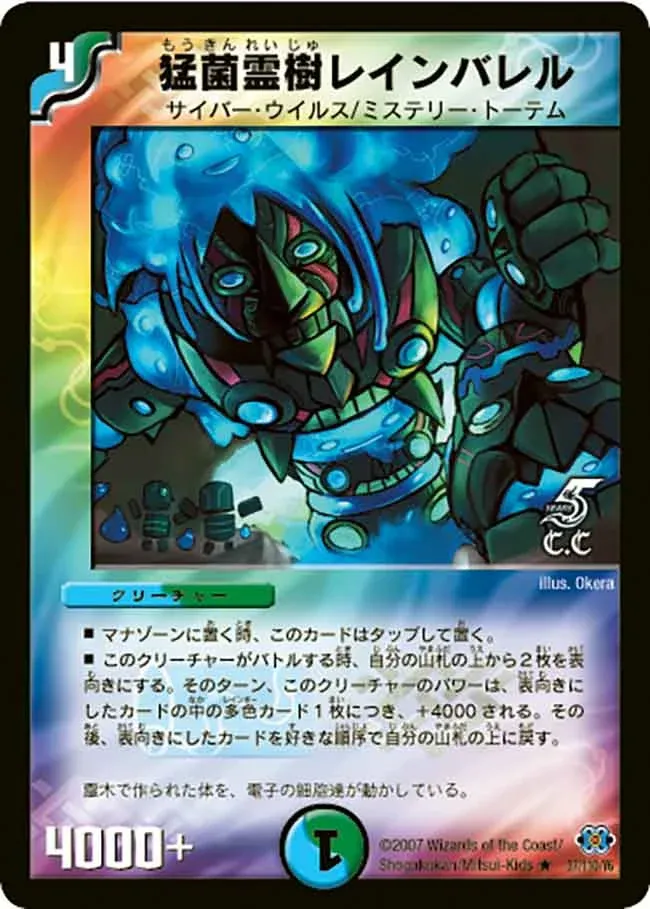 4
もうきんれいじゅ
猛菌霊樹レインバレル
サイバー・ウイルス/ミステリー・トーテム
5 YEARS
C.C
illus. Okera
クリーチャー
■ マナゾーンに置く時、このカードはタップして置く。
■ このクリーチャーがバトルする時、自分の山札の上から2枚を表
向きにする。そのターン、このクリーチャーのパワーは、表向きに
したカードの中の多色カード1枚につき、+4000される。その
後、表向きにしたカードを好きな順序で自分の山札の上に戻す。
霊木で作られた体を、電子の細胞達が動かしている。
4000+
1
©2007 Wizards of the Coast/
Shogakukan/Mitsui-Kids ★ 37/110/Y6